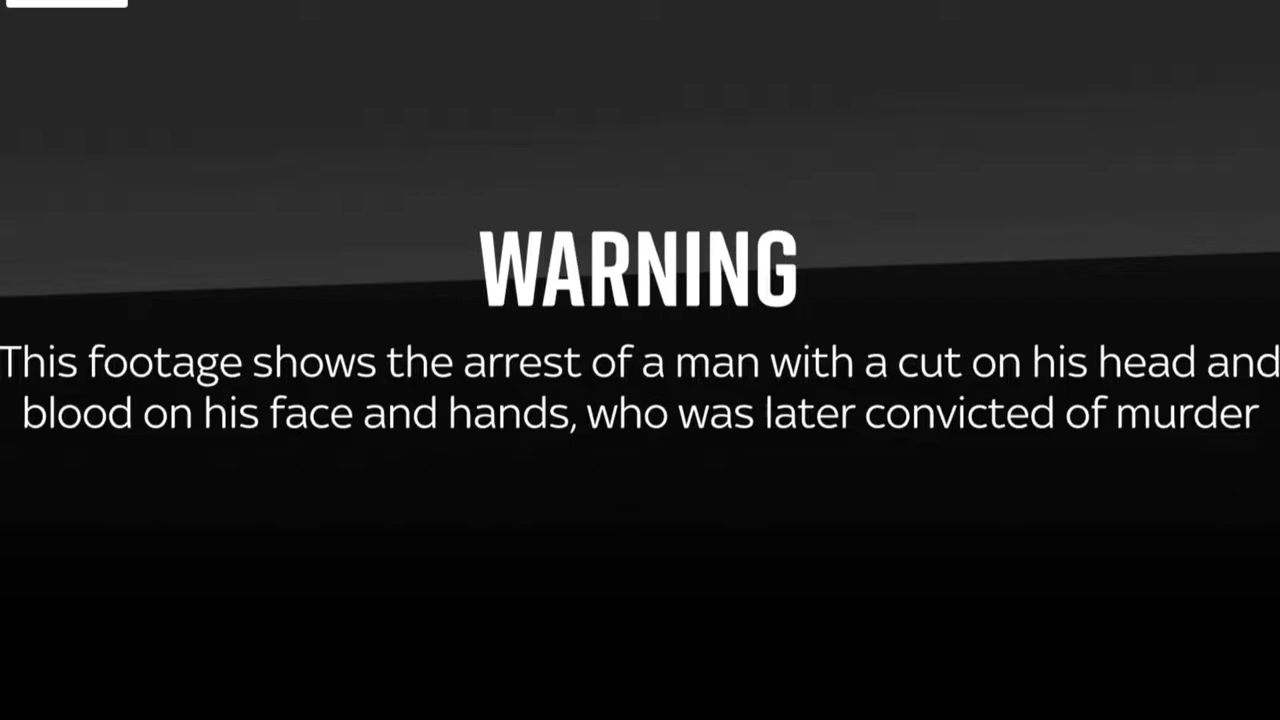 WARNING
This footage shows the arrest of a man with a cut on his head and
blood on his face and hands, who was later convicted of murder